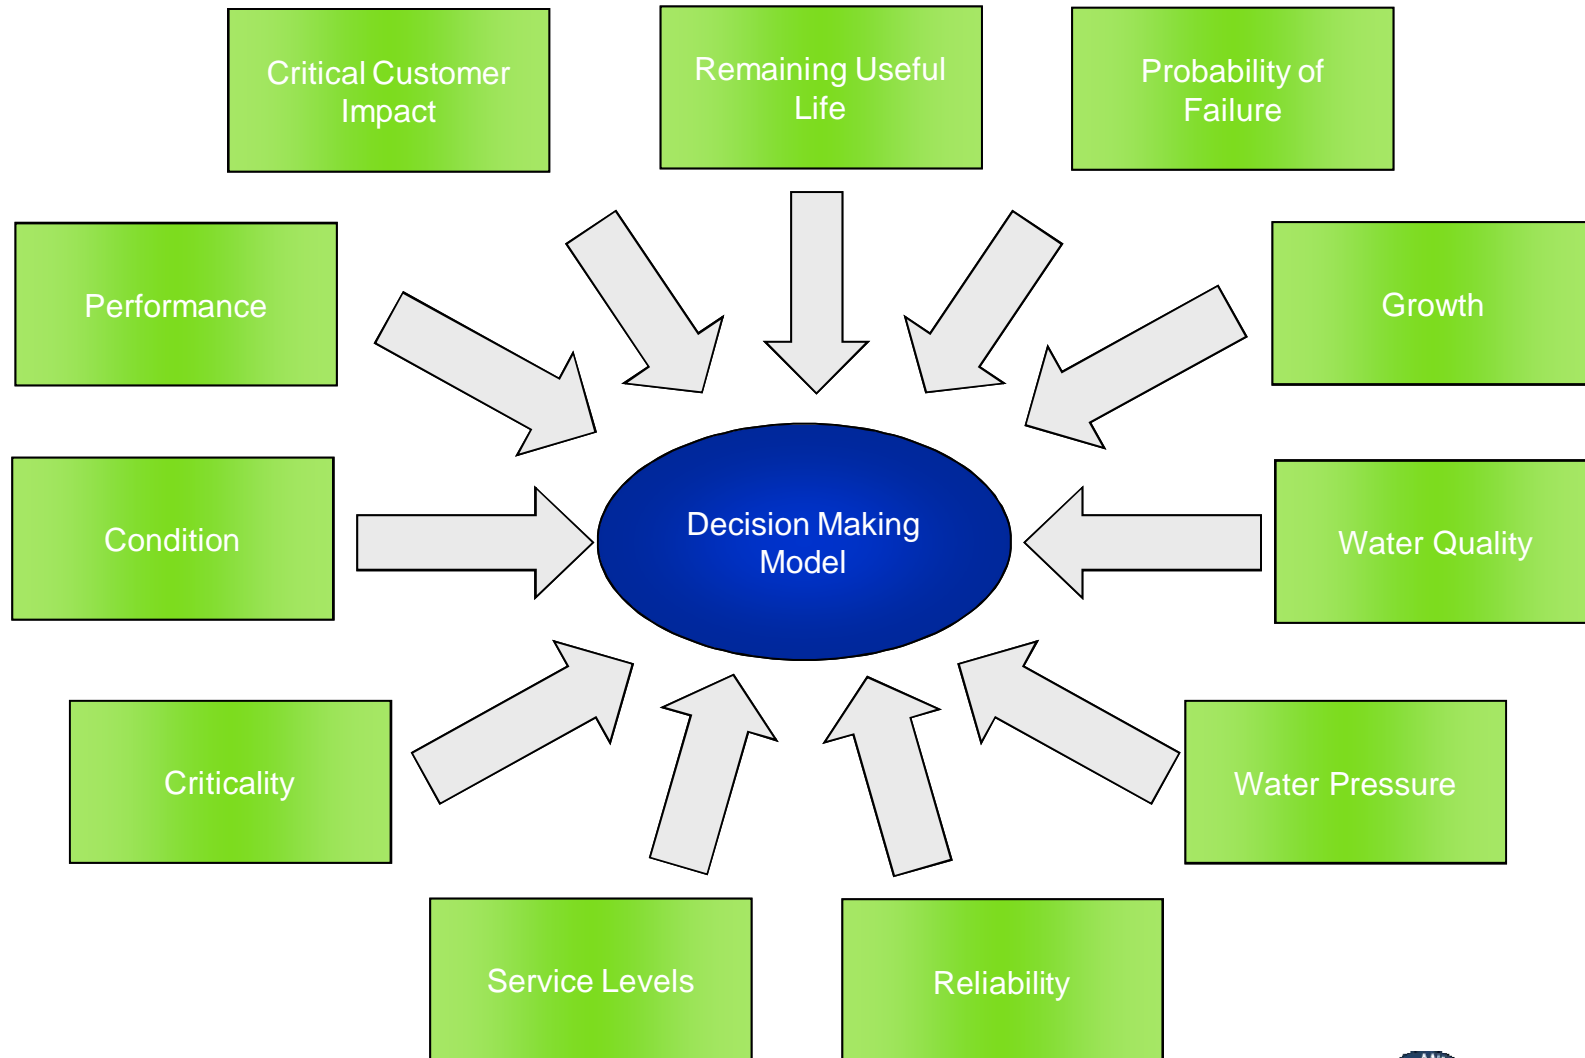 Critical Customer
Impact
Remaining Useful
Life
Probability of
Failure
Performance
Growth
Condition
Decision Making
Model
Water Quality
Criticality
Water Pressure
Service Levels
Reliability